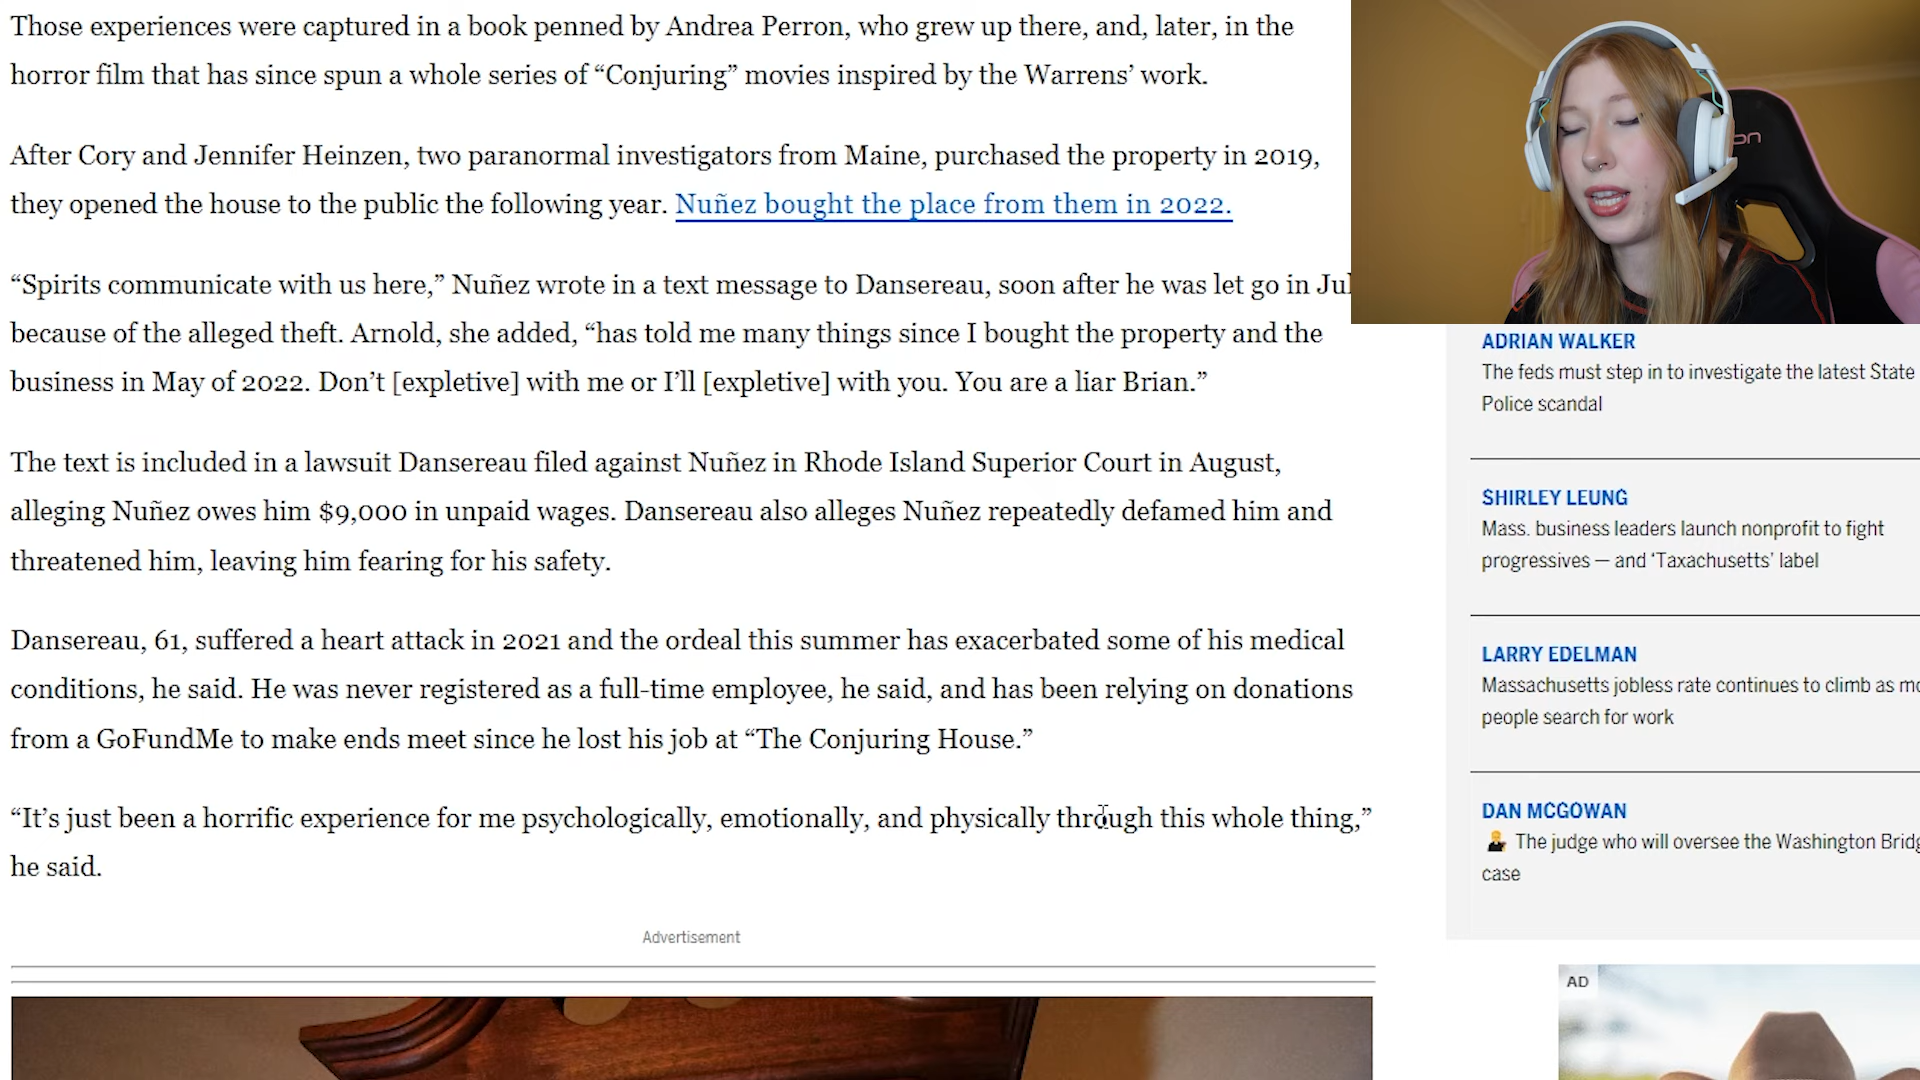 Those experiences were captured in a book penned by Andrea Perron, who grew up there, and, later, in the
horror film that has since spun a whole series of “Conjuring” movies inspired by the Warrens’ work.
After Cory and Jennifer Heinzen, two paranormal investigators from Maine, purchased the property in 2019,
they opened the house to the public the following year. Nuñez bought the place from them in 2022.
“Spirits communicate with us here,” Nuñez wrote in a text message to Dansereau, soon after he was let go in Jul
because of the alleged theft. Arnold, she added, “has told me many things since I bought the property and the
business in May of 2022. Don’t [expletive] with me or I’ll [expletive] with you. You are a liar Brian.”
The text is included in a lawsuit Dansereau filed against Nuñez in Rhode Island Superior Court in August,
alleging Nuñez owes him $9,000 in unpaid wages. Dansereau also alleges Nuñez repeatedly defamed him and
threatened him, leaving him fearing for his safety.
Dansereau, 61, suffered a heart attack in 2021 and the ordeal this summer has exacerbated some of his medical
conditions, he said. He was never registered as a full-time employee, he said, and has been relying on donations
from a GoFundMe to make ends meet since he lost his job at “The Conjuring House.”
“It’s just been a horrific experience for me psychologically, emotionally, and physically through this whole thing,”
he said.
Advertisement
ADRIAN WALKER
The feds must step in to investigate the latest State
Police scandal
SHIRLEY LEUNG
Mass. business leaders launch nonprofit to fight
progressives — and ‘Taxachusetts’ label
LARRY EDELMAN
Massachusetts jobless rate continues to climb as mo
people search for work
DAN MCGOWAN
The judge who will oversee the Washington Bridg
case
AD